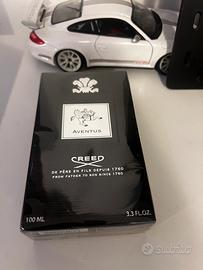 AVENTUS
CREED
DE PÈRE EN FILS DEPUIS 1760
FROM FATHER TO SON SINCE 1760
100 ML
3.3 FL.OZ.
SUBITO